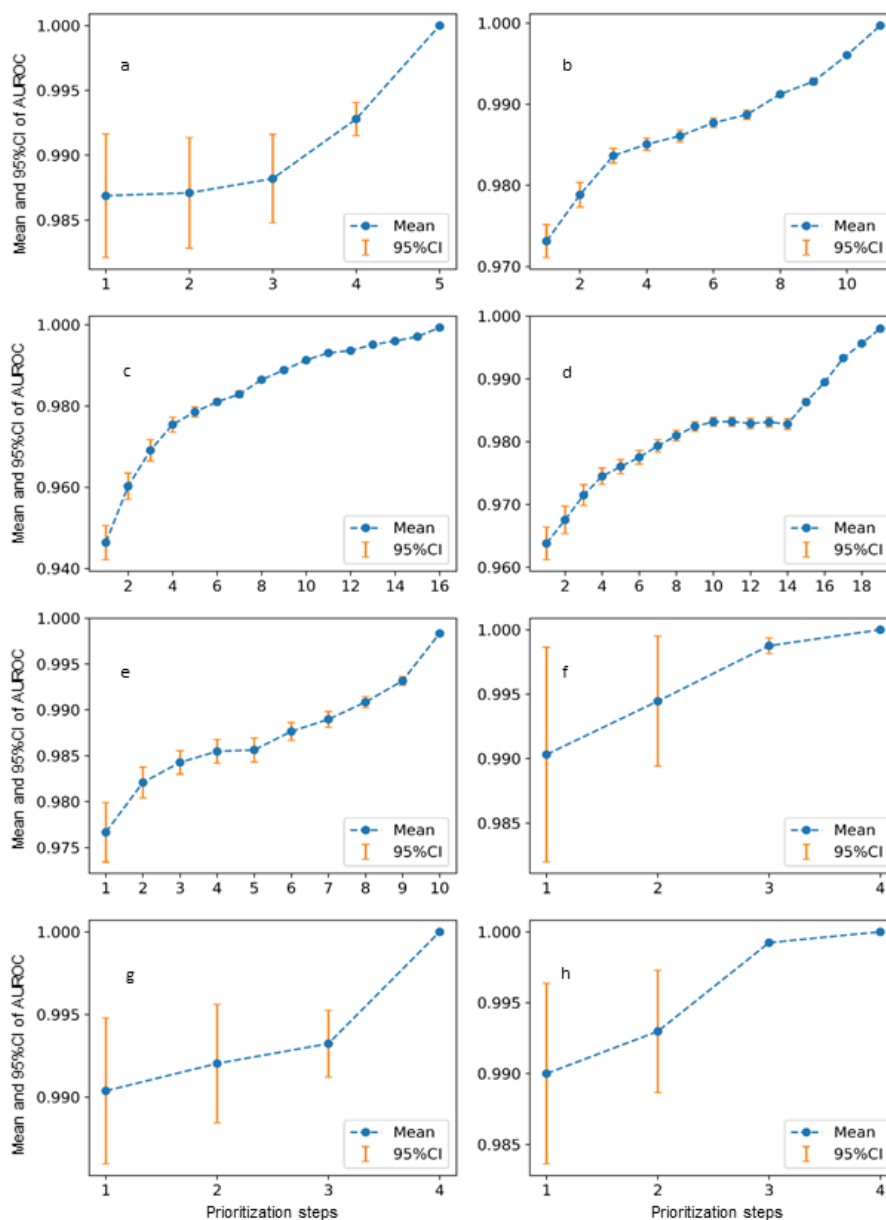 Mean and 95%CI of AUROC
1.000
0.995
0.990
0.985
a
Mean
95%CI
1 2 3 4 5
1.000
0.990
0.980
0.970
b
Mean
95%CI
2 4 6 8 10
Mean and 95%CI of AUROC
1.000
0.980
0.960
0.940
c
Mean
95%CI
2 4 6 8 10 12 14 16
1.000
0.990
0.980
0.970
0.960
d
Mean
95%CI
2 4 6 8 10 12 14 16 18
Mean and 95%CI of AUROC
1.000
0.995
0.990
0.985
0.980
0.975
e
Mean
95%CI
1 2 3 4 5 6 7 8 9 10
1.000
0.995
0.990
0.985
f
Mean
95%CI
1 2 3 4
Mean and 95%CI of AUROC
1.000
0.995
0.990
g
Mean
95%CI
1 2 3 4
Prioritization steps
1.000
0.995
0.990
0.985
h
Mean
95%CI
1 2 3 4
Prioritization steps